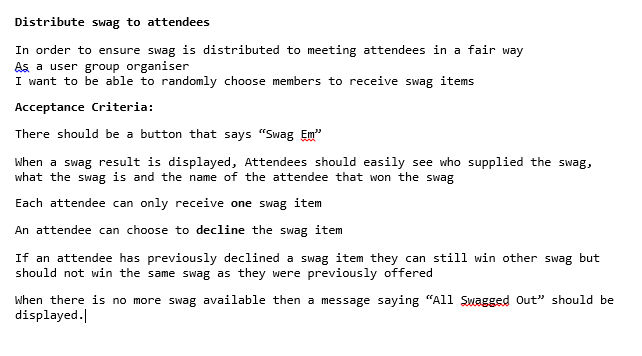 Distribute swag to attendees
In order to ensure swag is distributed to meeting attendees in a fair way
As a user group organiser
I want to be able to randomly choose members to receive swag items
Acceptance Criteria:
There should be a button that says “Swag Em”
When a swag result is displayed, Attendees should easily see who supplied the swag,
what the swag is and the name of the attendee that won the swag
Each attendee can only receive one swag item
An attendee can choose to decline the swag item
If an attendee has previously declined a swag item they can still win other swag but
should not win the same swag as they were previously offered
When there is no more swag available then a message saying “All Swagged Out” should be
displayed.